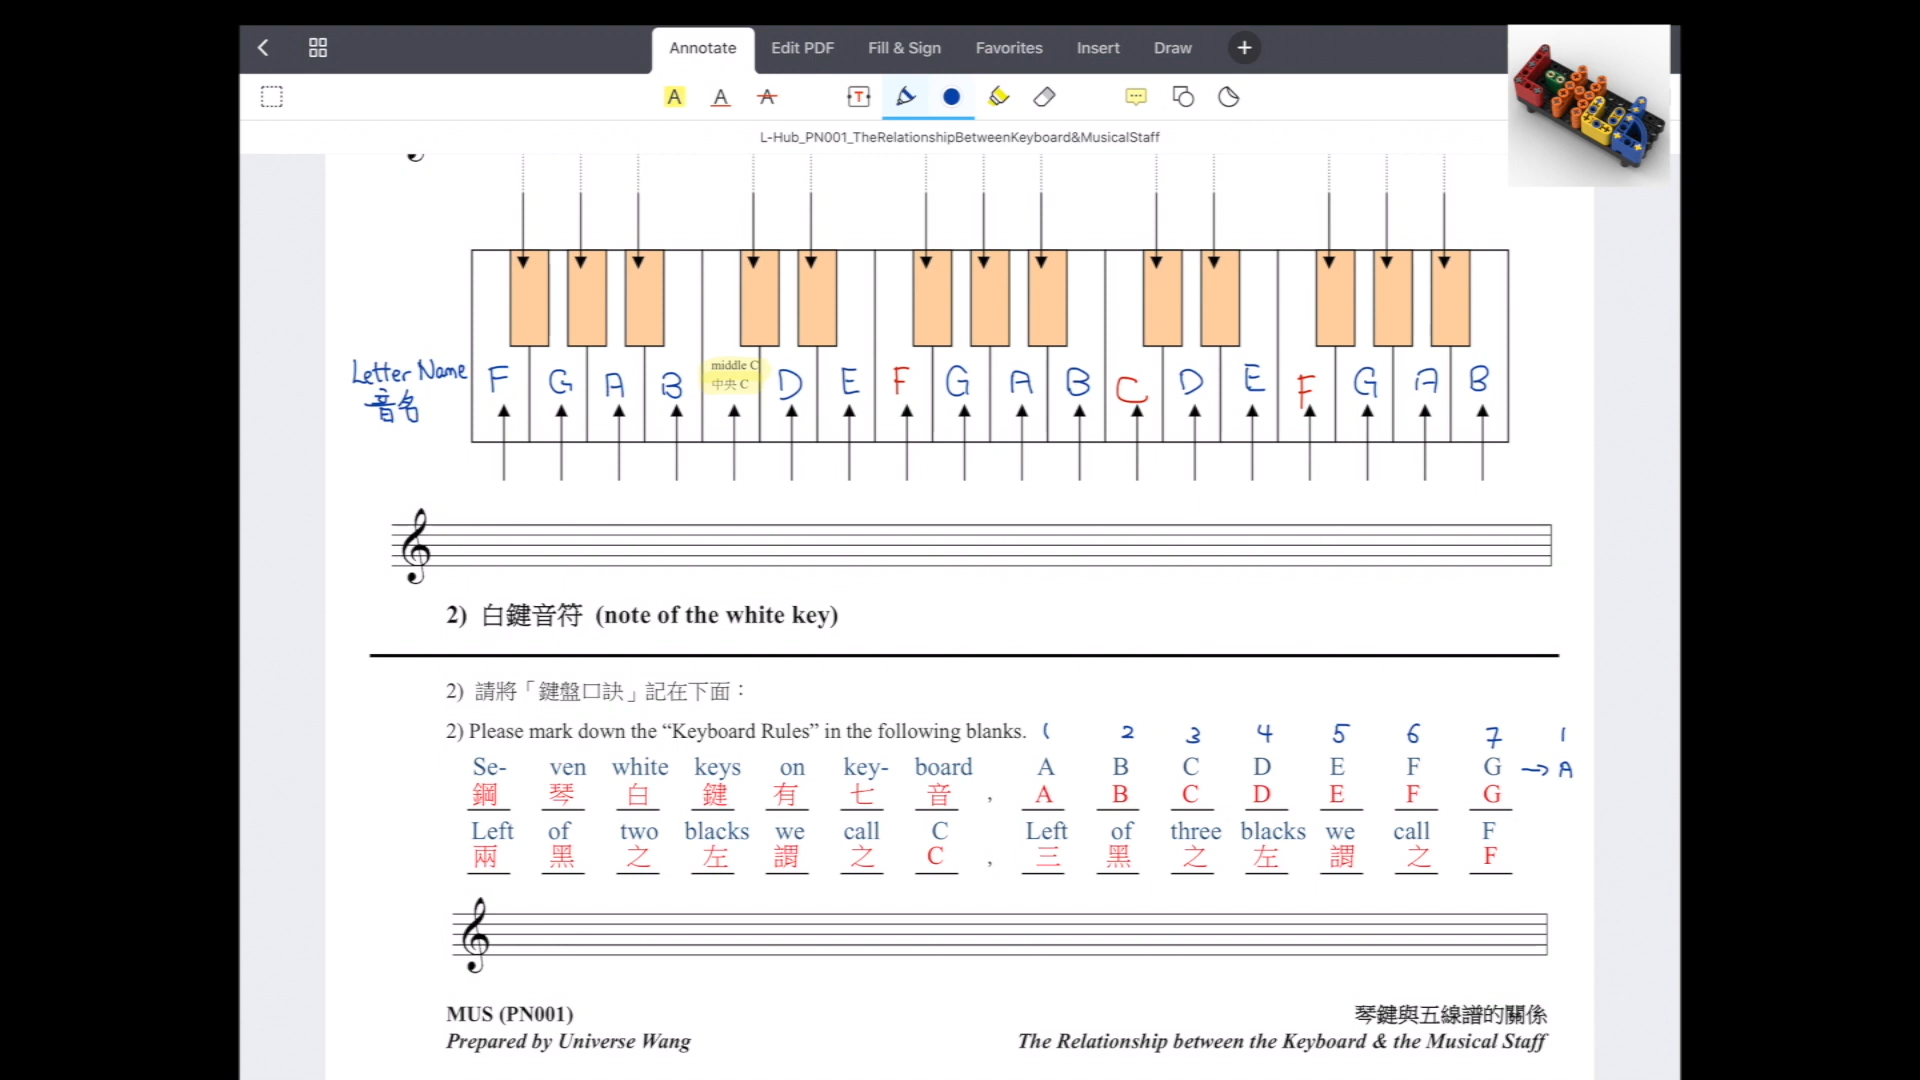 Annotate Edit PDF Fill & Sign Favorites Insert Draw
L-Hub_PN001_TheRelationshipBetweenKeyboard&MusicalStaff
middle C
中央 C
Letter Name F G A B D E F G A B C D E F G A B
音名
2) 白鍵音符 (note of the white key)
2) 請將「鍵盤口訣」記在下面：
2) Please mark down the “Keyboard Rules” in the following blanks. 1 2 3 4 5 6 7 1
Se- ven white keys on key- board A B C D E F G → A
鋼 琴 白 鍵 有 七 音 , A B C D E F G
Left of two blacks we call C Left of three blacks we call F
兩 黑 之 左 謂 之 C , 三 黑 之 左 謂 之 F
MUS (PN001) 琴鍵與五線譜的關係
Prepared by Universe Wang The Relationship between the Keyboard & the Musical Staff